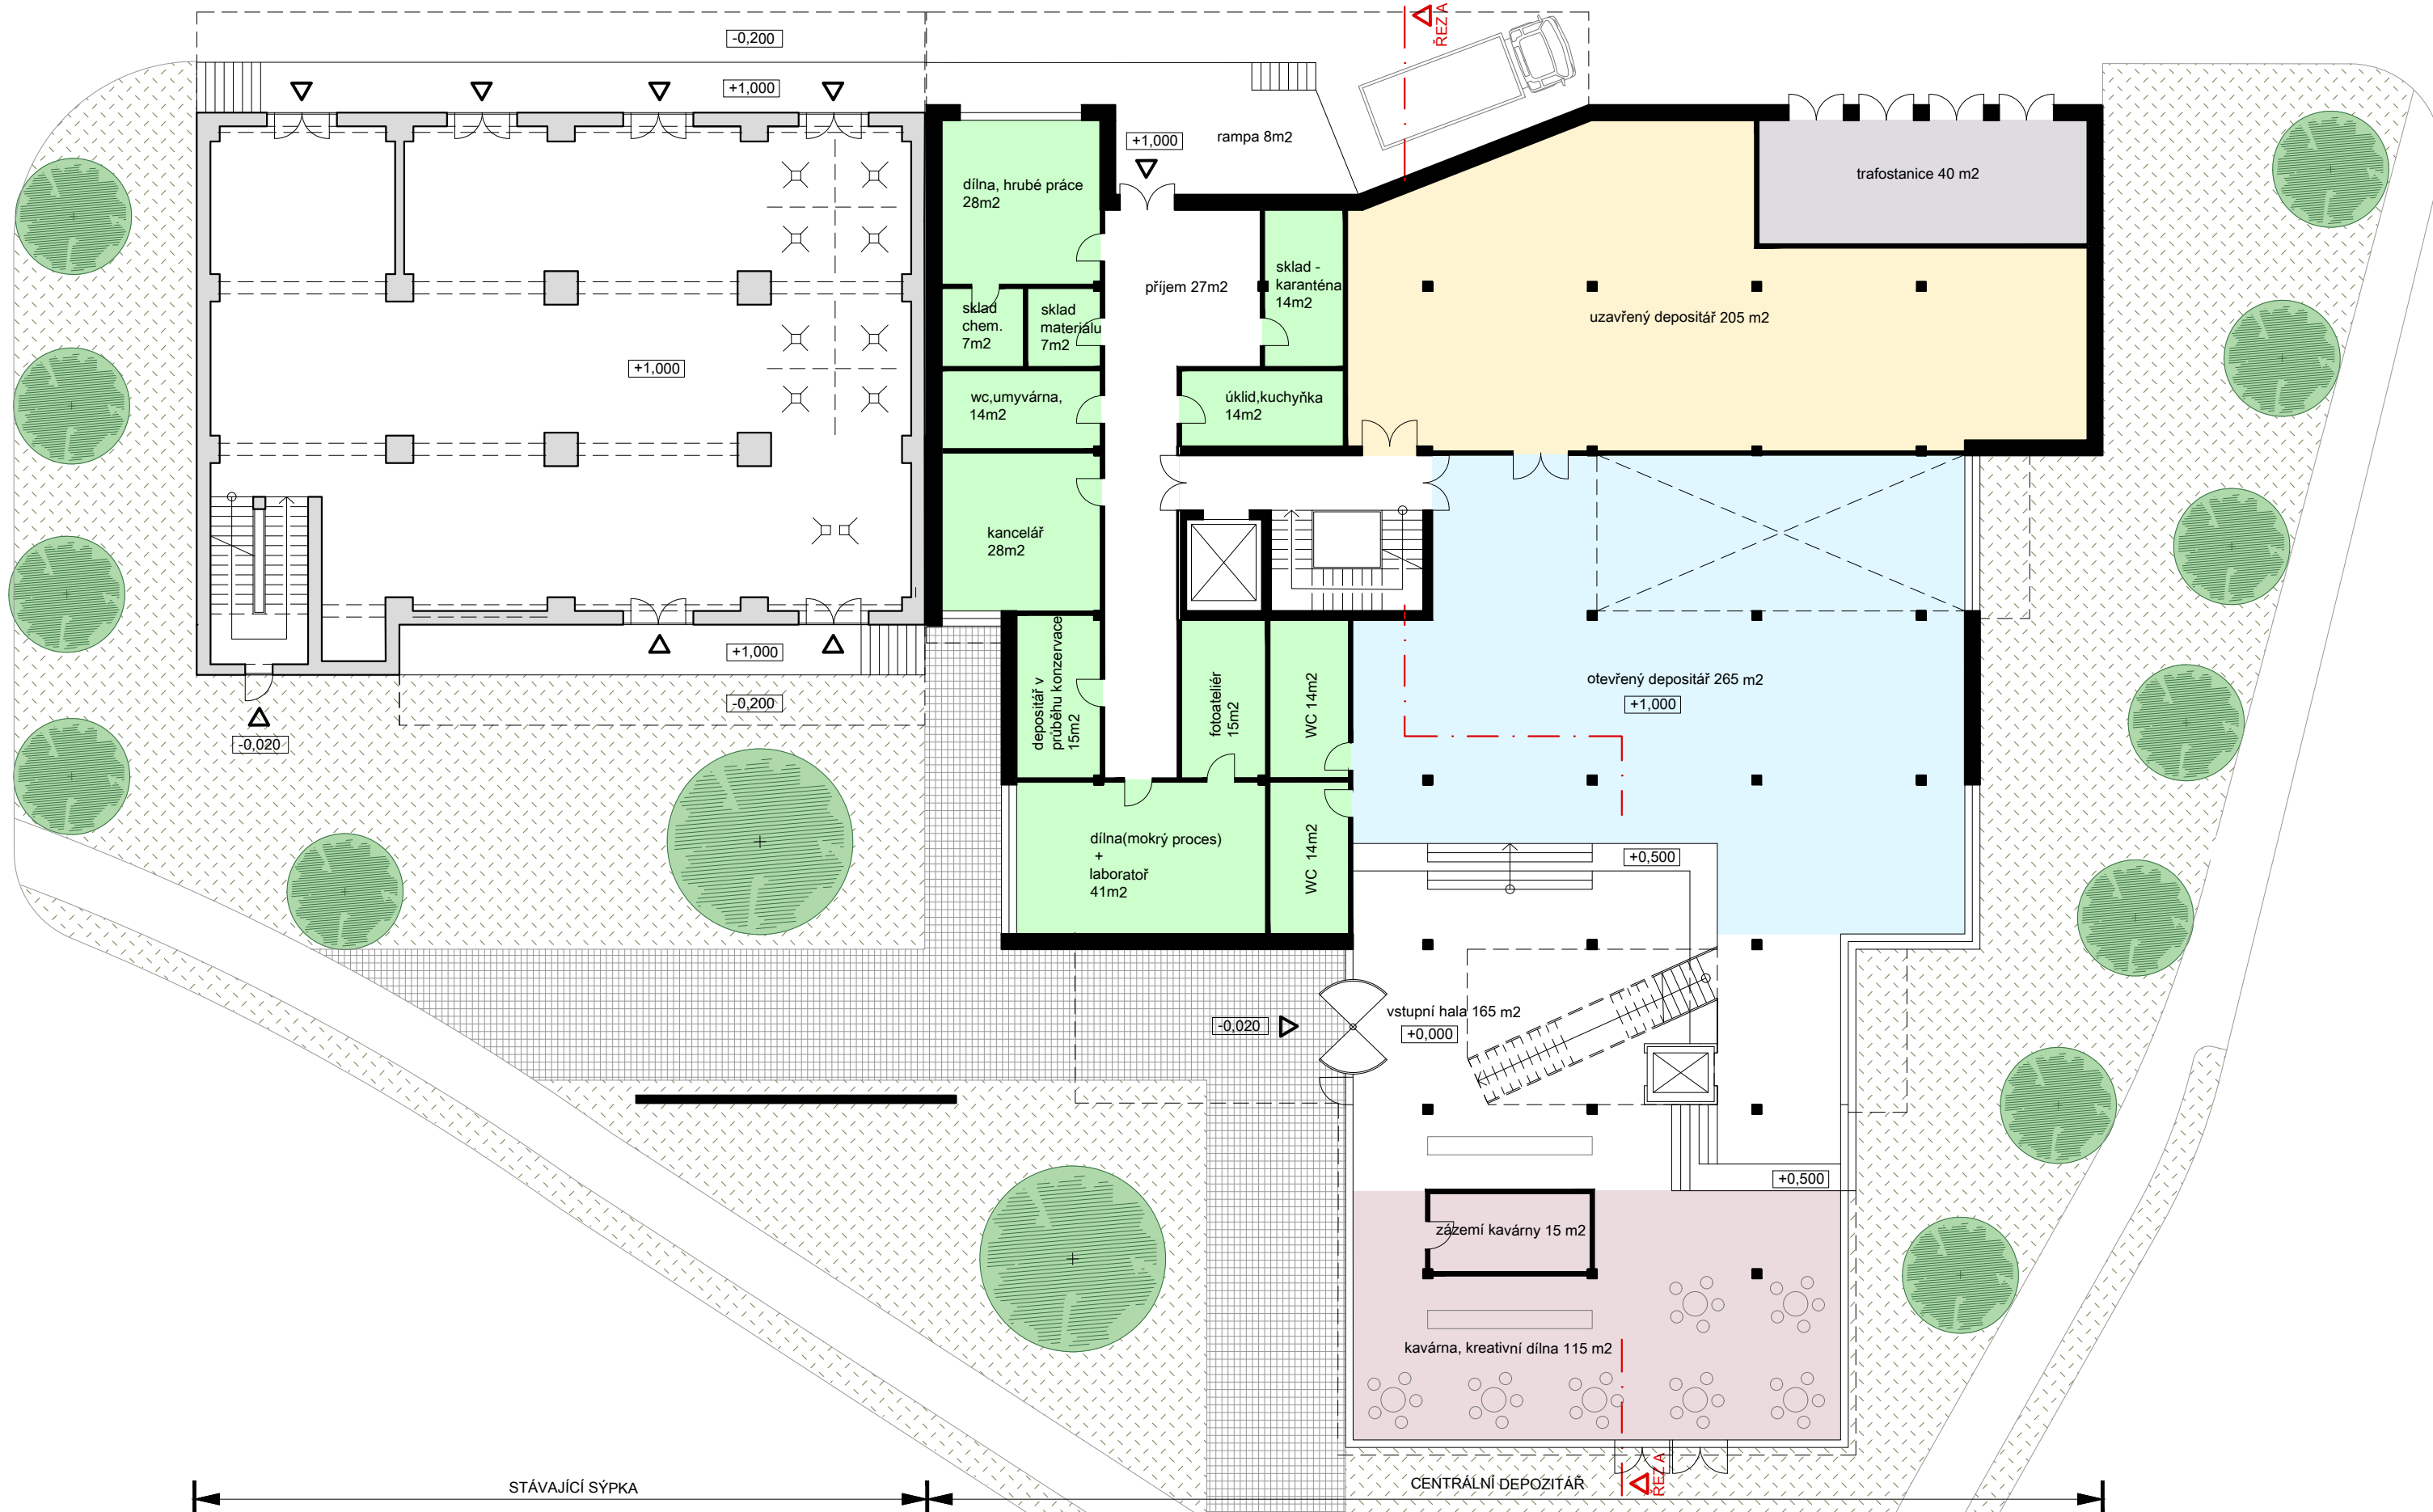 -0,200
+1,000
ŘEZ A
rampa 8m2
+1,000
trafostanice 40 m2
dílna, hrubé práce
28m2
sklad -
karanténa
14m2
příjem 27m2
sklad
chem.
7m2
sklad
materiálu
7m2
uzavřený depositář 205 m2
+1,000
wc,umyvárna,
14m2
úklid,kuchyňka
14m2
kancelář
28m2
+1,000
-0,200
-0,020
depositář v
průběhu konzervace
15m2
fotoateliér
15m2
WC 14m2
otevřený depositář 265 m2
+1,000
dílna(mokrý proces)
+
laboratoř
41m2
WC 14m2
+0,500
-0,020
vstupní hala 165 m2
+0,000
+0,500
zázemí kavárny 15 m2
kavárna, kreativní dílna 115 m2
STÁVAJÍCÍ SÝPKA
CENTRÁLNÍ DEPOZITÁŘ
ŘEZ A